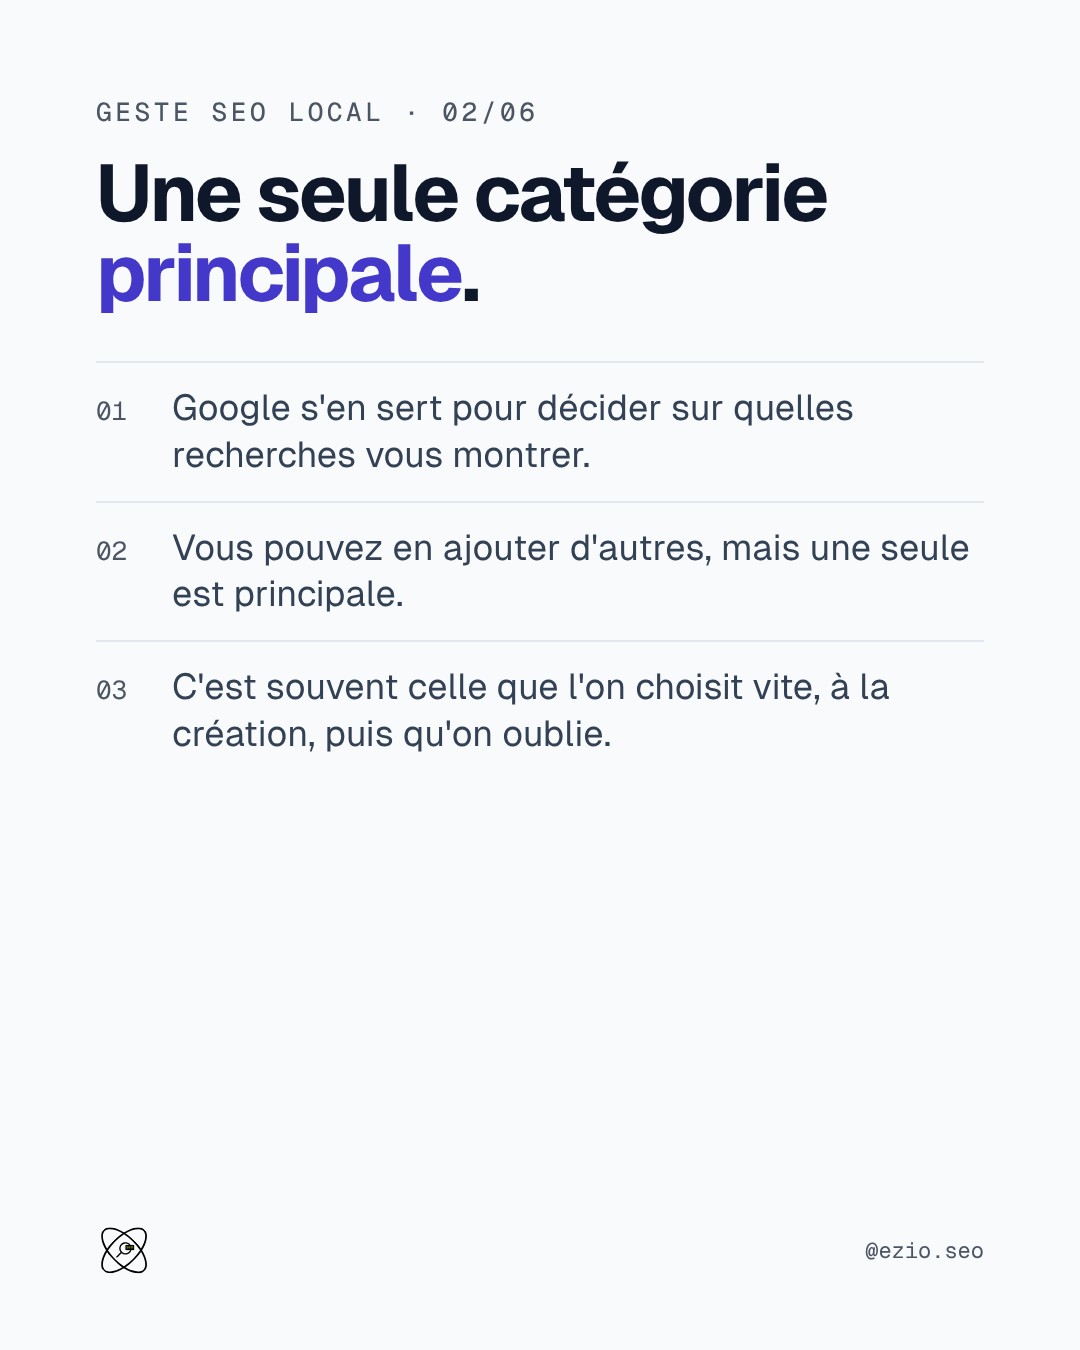 GESTE SEO LOCAL · 02/06
Une seule catégorie
principale.
01 Google s'en sert pour décider sur quelles
recherches vous montrer.
02 Vous pouvez en ajouter d'autres, mais une seule
est principale.
03 C'est souvent celle que l'on choisit vite, à la
création, puis qu'on oublie.
@ezio.seo